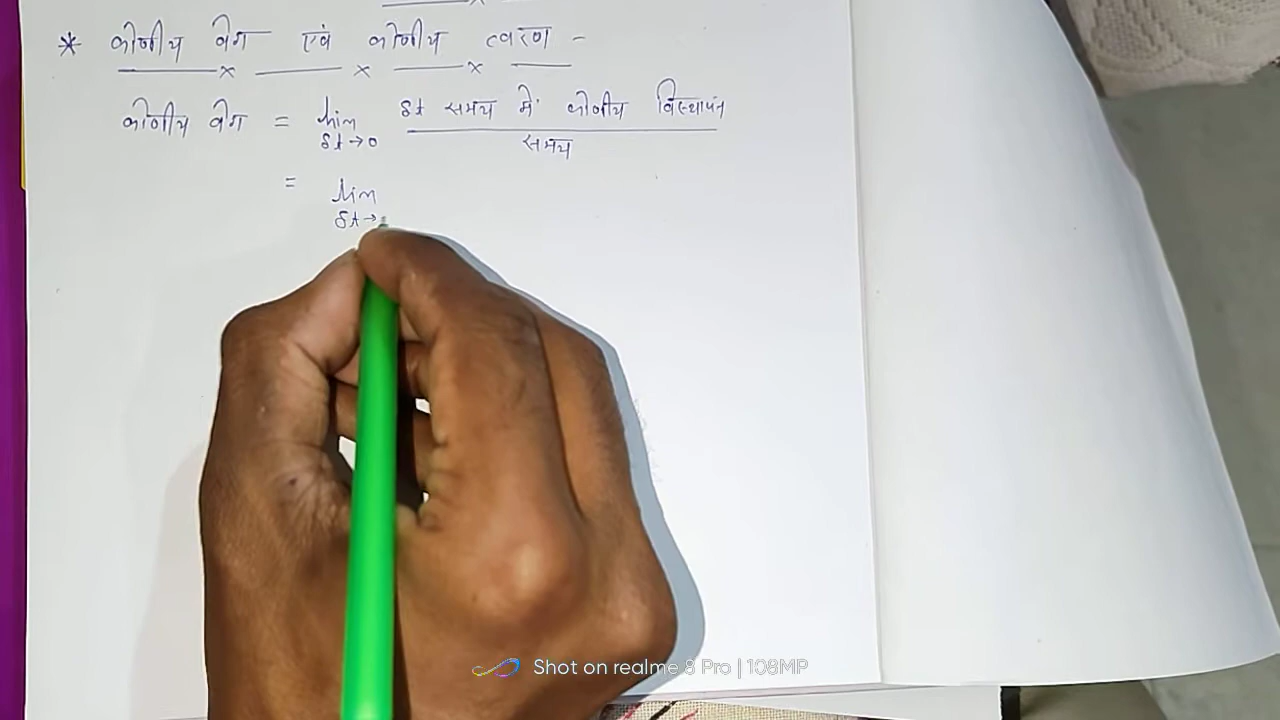 * कोणीय वेग एवं कोणीय त्वरण -
कोणीय वेग = lim δt→0 δt समय में कोणीय विस्थापन / समय
= lim δt→
Shot on realme 8 Pro | 108MP